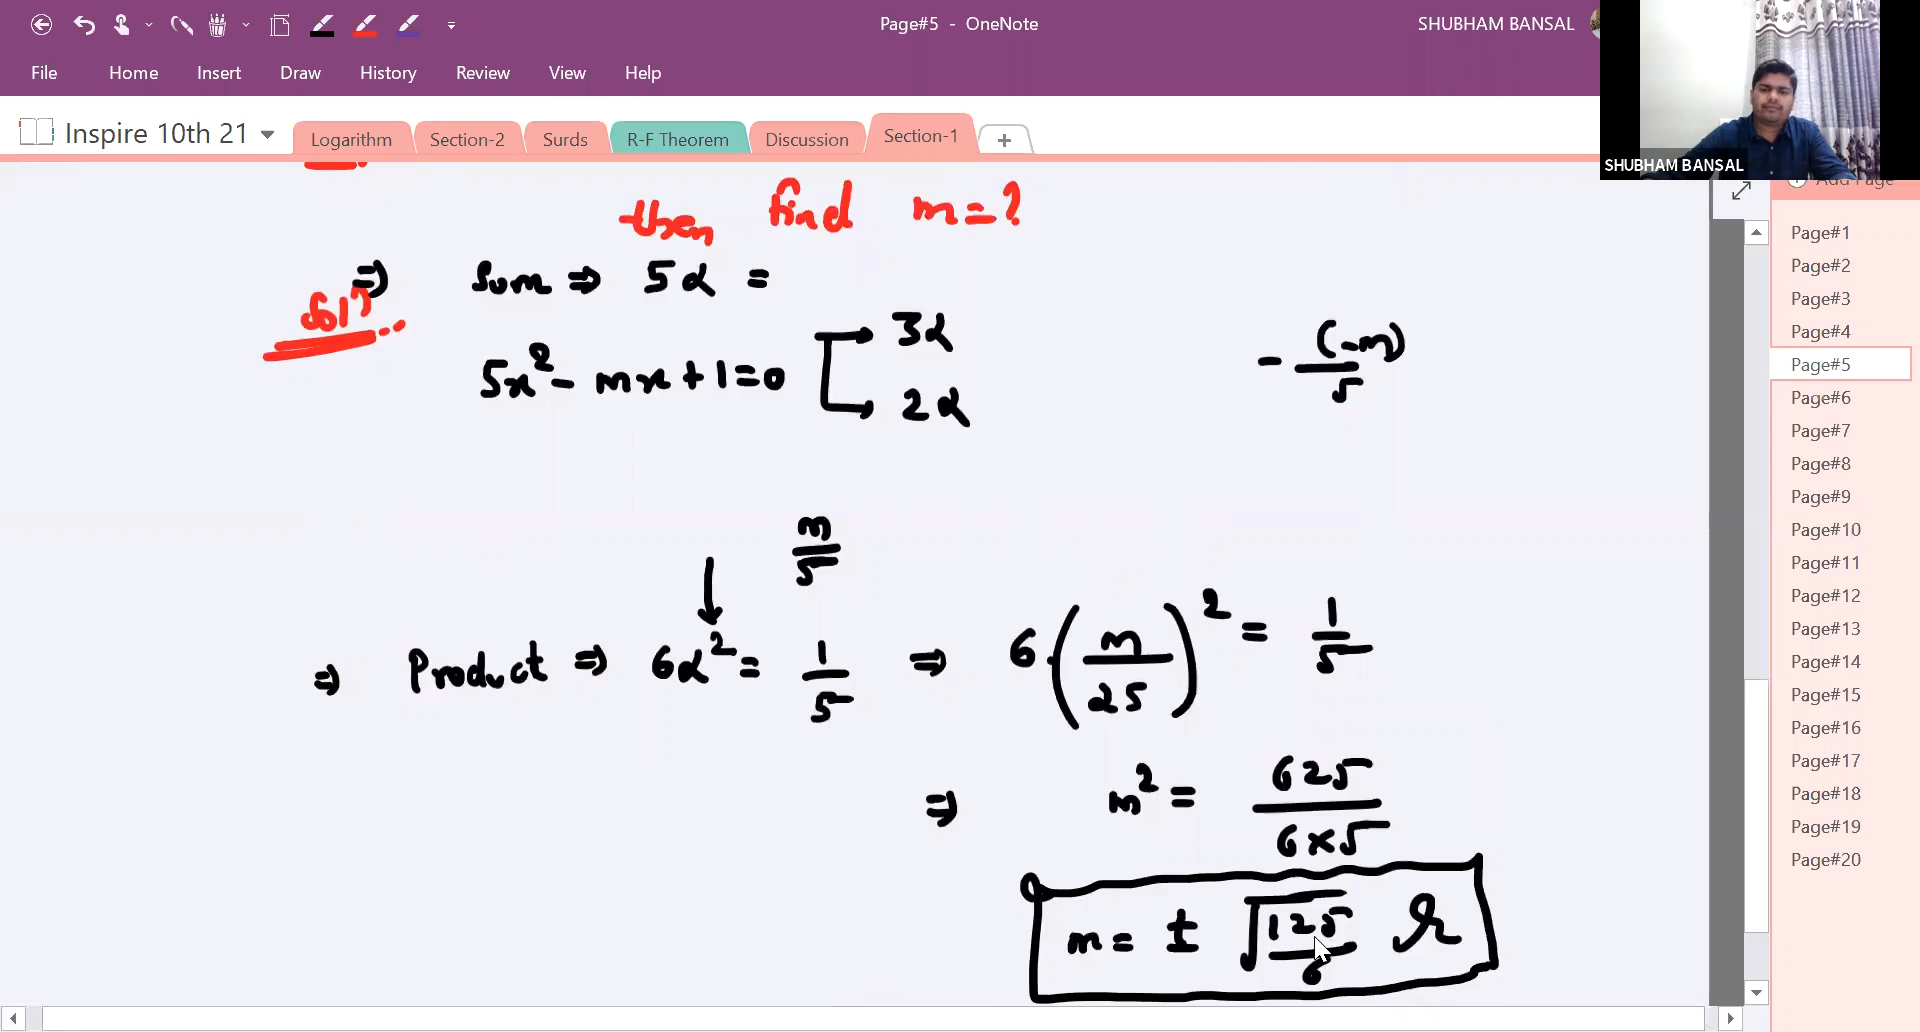 Page#5 - OneNote
SHUBHAM BANSAL
File Home Insert Draw History Review View Help
Inspire 10th 21
Logarithm Section-2 Surds R-F Theorem Discussion Section-1 +
SHUBHAM BANSAL
Add Page
then find m=?
⇒ Sum ⇒ 5α =
Solⁿ
5x² - mx + 1 = 0
3α
2α
- (-m)/5
m/5
⇒ Product ⇒ 6α² = 1/5 ⇒ 6(m/25)² = 1/5
⇒ m² = 625/(6×5)
m = ± √(125/6)
Page#1
Page#2
Page#3
Page#4
Page#5
Page#6
Page#7
Page#8
Page#9
Page#10
Page#11
Page#12
Page#13
Page#14
Page#15
Page#16
Page#17
Page#18
Page#19
Page#20